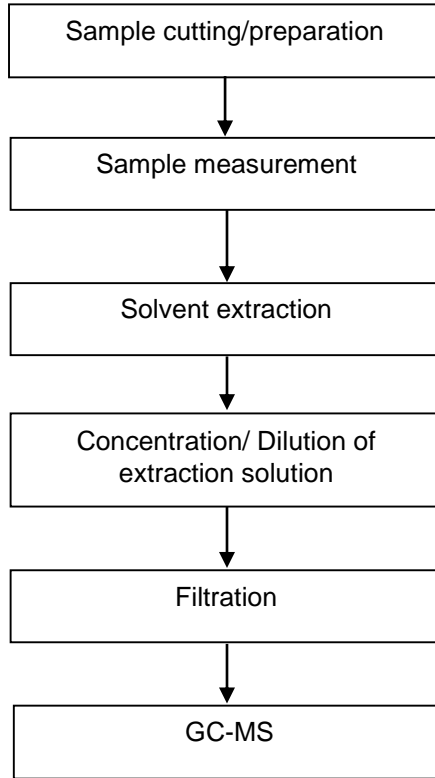 Sample cutting/preparation
Sample measurement
Solvent extraction
Concentration/ Dilution of
extraction solution
Filtration
GC-MS